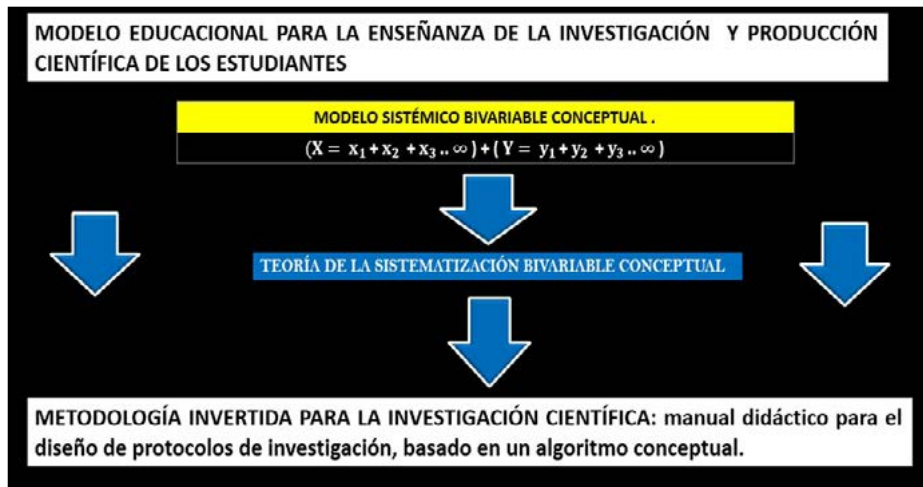 MODELO EDUCACIONAL PARA LA ENSEÑANZA DE LA INVESTIGACIÓN Y PRODUCCIÓN
CIENTÍFICA DE LOS ESTUDIANTES
MODELO SISTÉMICO BIVARIABLE CONCEPTUAL .
(X = x₁ + x₂ + x₃ .. ∞ ) + ( Y = y₁ + y₂ + y₃ .. ∞ )
TEORÍA DE LA SISTEMATIZACIÓN BIVARIABLE CONCEPTUAL
METODOLOGÍA INVERTIDA PARA LA INVESTIGACIÓN CIENTÍFICA: manual didáctico para el
diseño de protocolos de investigación, basado en un algoritmo conceptual.